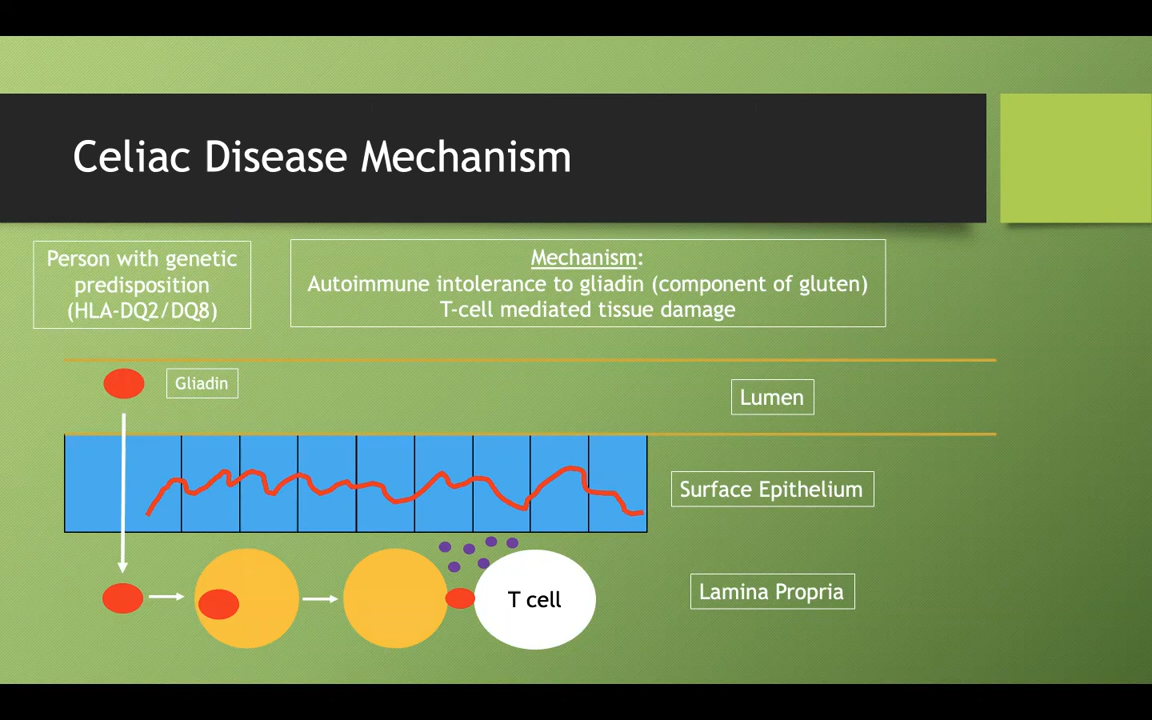 Celiac Disease Mechanism
Person with genetic
predisposition
(HLA-DQ2/DQ8)
Mechanism:
Autoimmune intolerance to gliadin (component of gluten)
T-cell mediated tissue damage
Gliadin
Lumen
Surface Epithelium
T cell
Lamina Propria